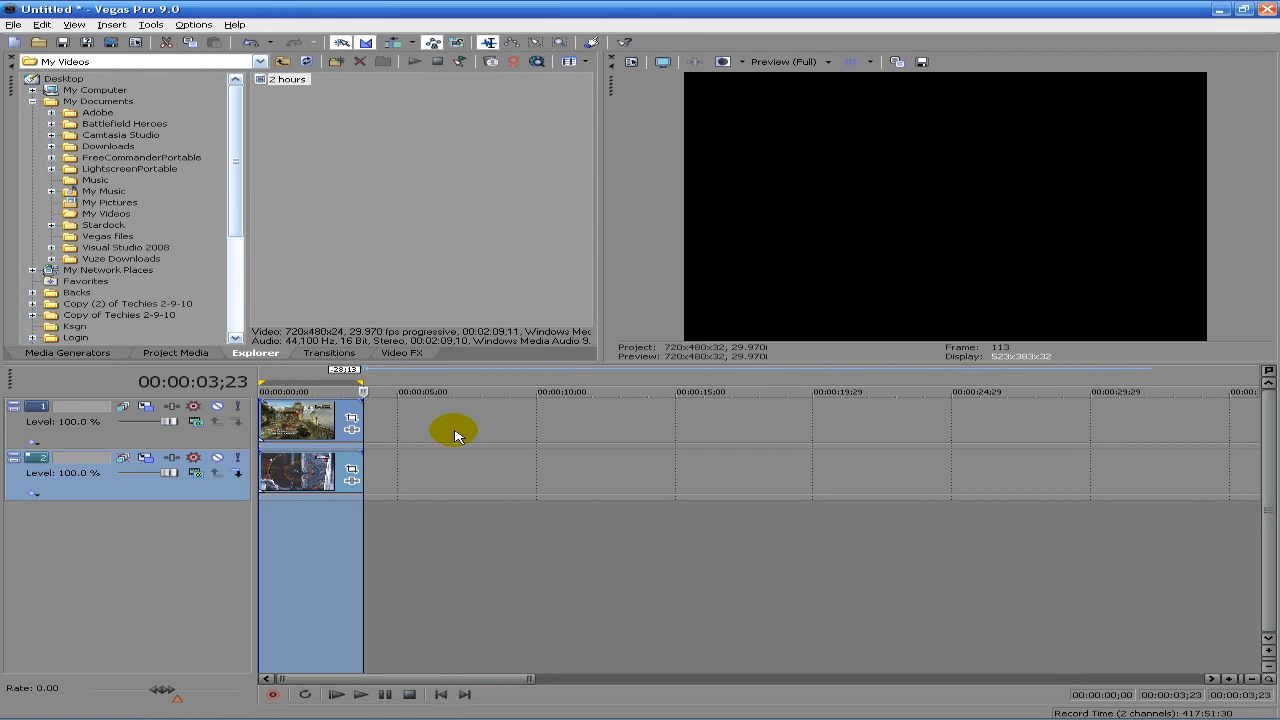 Untitled * - Vegas Pro 9.0
File Edit View Insert Tools Options Help
My Videos
Preview (Full)
Desktop
My Computer
My Documents
Adobe
Battlefield Heroes
Camtasia Studio
Downloads
FreeCommanderPortable
LightscreenPortable
Music
My Music
My Pictures
My Videos
Stardock
Vegas Files
Visual Studio 2008
Vuze Downloads
My Network Places
Favorites
Backs
Copy (2) of Techies 2-9-10
Copy of Techies 2-9-10
Ksgn
Login
2 hours
Video: 720x480x24, 29.970 fps progressive, 00:02:09;11, Windows Med
Audio: 44,100 Hz, 16 Bit, Stereo, 00:02:09;10, Windows Media Audio 9.
Project: 720x480x32, 29.970i
Preview: 720x480x32, 29.970i
Frame: 113
Display: 523x383x32
Media Generators Project Media Explorer Transitions Video FX
00:00:03;23
-28;13
00:00:00;00 00:00:05;00 00:00:10;00 00:00:15;00 00:00:19;29 00:00:24;29 00:00:29;29 00:00:
1
Level: 100.0 %
2
Level: 100.0 %
Rate: 0.00
00:00:00;00 00:00:03;23 00:00:03;23
Record Time (2 channels): 417:51:30